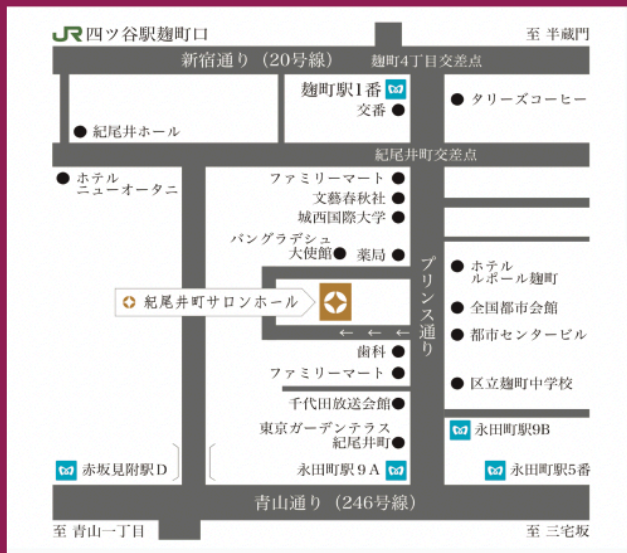 JR四ツ谷駅麹町口
至 半蔵門
新宿通り（20号線）
麹町4丁目交差点
麹町駅1番
交番
タリーズコーヒー
紀尾井ホール
紀尾井町交差点
ホテル
ニューオータニ
ファミリーマート
文藝春秋社
城西国際大学
バングラデシュ
大使館
薬局
プリンス通り
ホテル
ルポール麹町
紀尾井町サロンホール
全国都市会館
← ← ←
都市センタービル
歯科
ファミリーマート
区立麹町中学校
千代田放送会館
東京ガーデンテラス
紀尾井町
永田町駅9B
赤坂見附駅D
永田町駅9A
永田町駅5番
青山通り（246号線）
至 青山一丁目
至 三宅坂